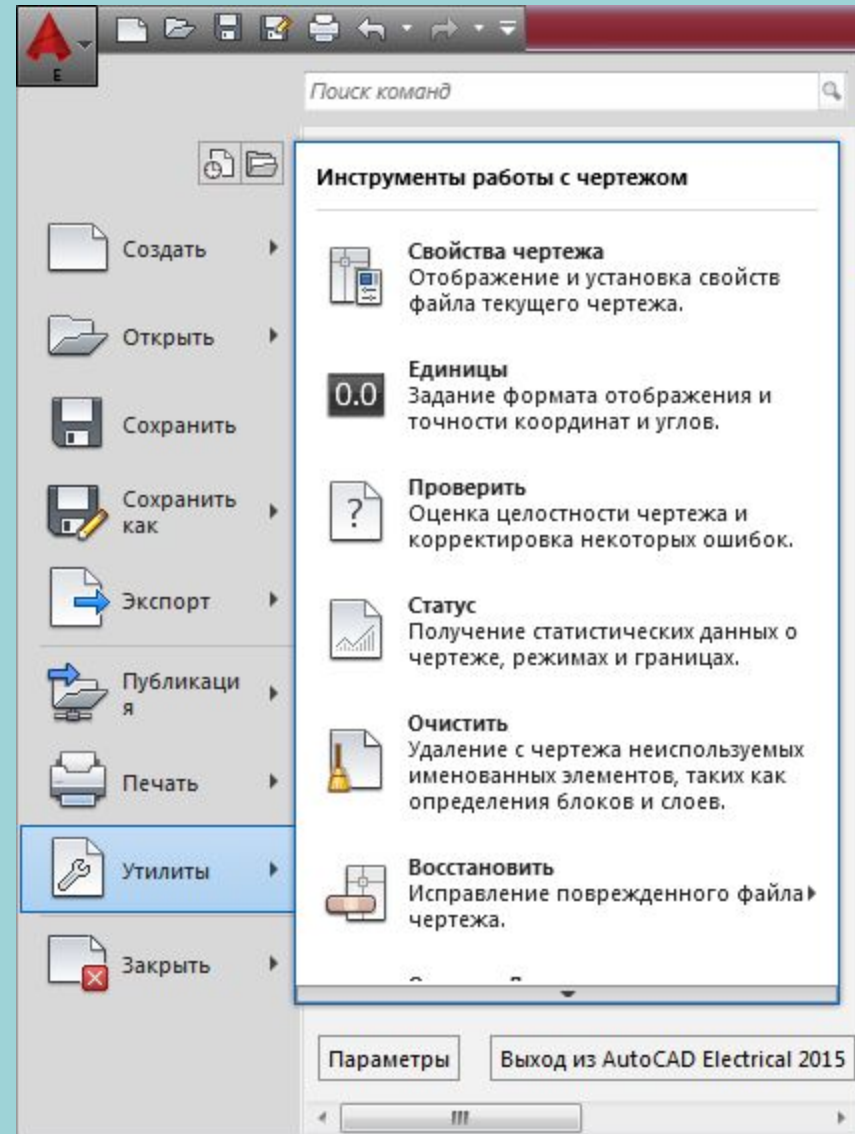 E
Поиск команд
Создать
Открыть
Сохранить
Сохранить
как
Экспорт
Публикаци
я
Печать
Утилиты
Закрыть
Инструменты работы с чертежом
Свойства чертежа
Отображение и установка свойств
файла текущего чертежа.
0.0
Единицы
Задание формата отображения и
точности координат и углов.
?
Проверить
Оценка целостности чертежа и
корректировка некоторых ошибок.
Статус
Получение статистических данных о
чертеже, режимах и границах.
Очистить
Удаление с чертежа неиспользуемых
именованных элементов, таких как
определения блоков и слоев.
Восстановить
Исправление поврежденного файла
чертежа.
Параметры
Выход из AutoCAD Electrical 2015